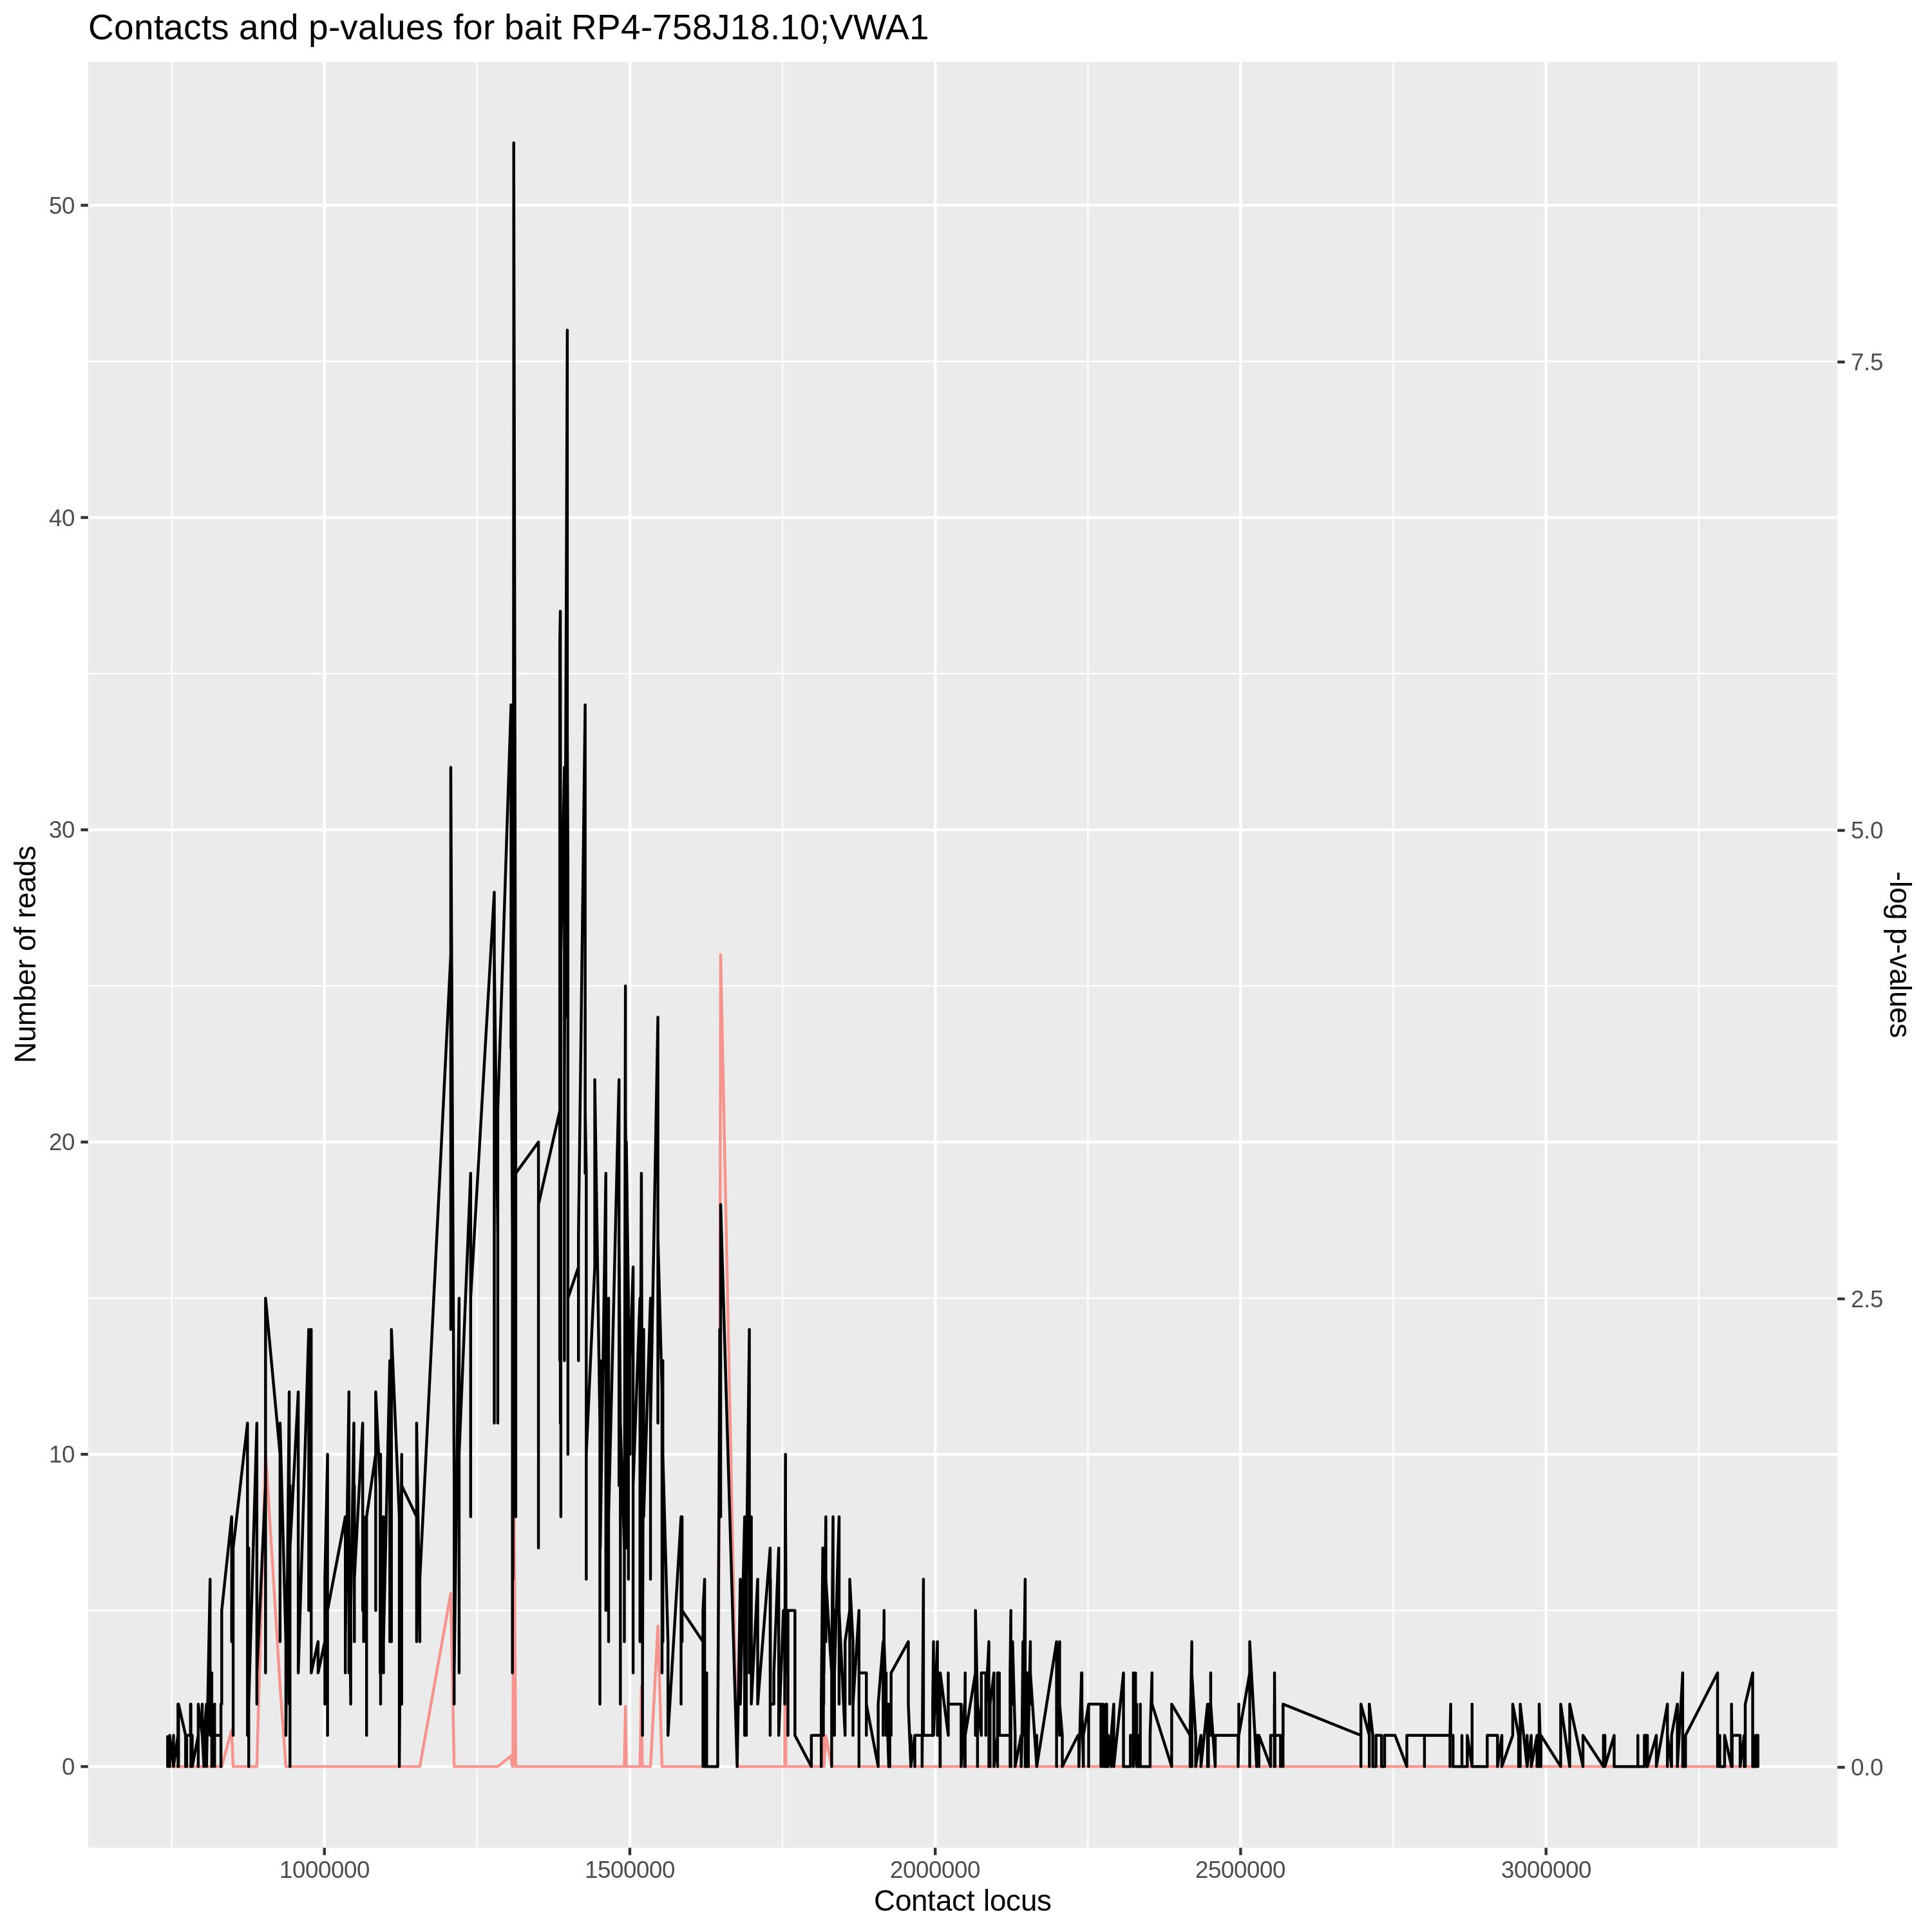 Contacts and p-values for bait RP4-758J18.10;VWA1
50
40
30
20
10
0
Number of reads
7.5
5.0
2.5
0.0
-log p-values
1000000 1500000 2000000 2500000 3000000
Contact locus